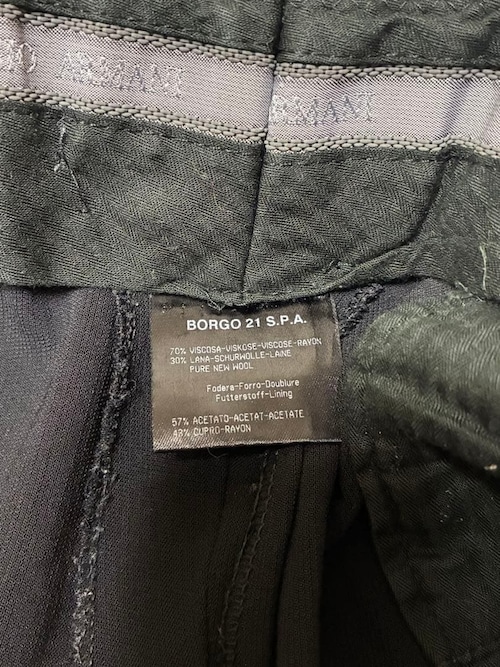 O ARMANI
ARMANI
BORGO 21 S.P.A.
70% VISCOSA-VISKOSE-VISCOSE-RAYON
30% LANA-SCHURWOLLE-LAINE
PURE NEW WOOL
Fodera-Forro-Doublure
Futterstoff-Lining
57% ACETATO-ACETAT-ACETATE
43% CUPRO-RAYON